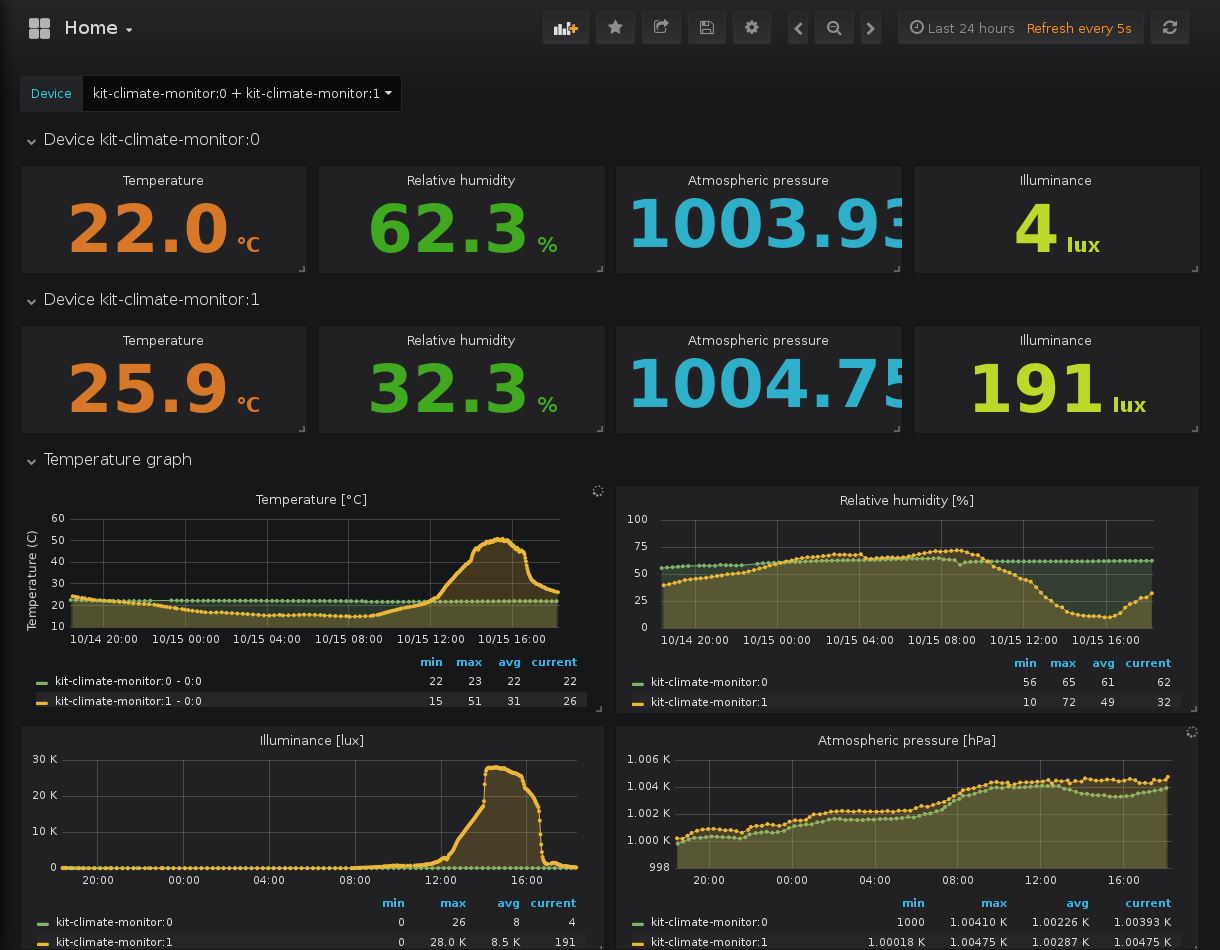 Home
Last 24 hours Refresh every 5s
Device kit-climate-monitor:0 + kit-climate-monitor:1
Device kit-climate-monitor:0
Temperature Relative humidity Atmospheric pressure Illuminance
22.0 °C 62.3 % 1003.93 4 lux
Device kit-climate-monitor:1
Temperature Relative humidity Atmospheric pressure Illuminance
25.9 °C 32.3 % 1004.75 191 lux
Temperature graph
Temperature [°C]
Temperature (C)
60
50
40
30
20
10
10/14 20:00 10/15 00:00 10/15 04:00 10/15 08:00 10/15 12:00 10/15 16:00
min max avg current
kit-climate-monitor:0 - 0:0 22 23 22 22
kit-climate-monitor:1 - 0:0 15 51 31 26
Relative humidity [%]
100
75
50
25
0
10/14 20:00 10/15 00:00 10/15 04:00 10/15 08:00 10/15 12:00 10/15 16:00
min max avg current
kit-climate-monitor:0 56 65 61 62
kit-climate-monitor:1 10 72 49 32
Illuminance [lux]
30 K
20 K
10 K
0
20:00 00:00 04:00 08:00 12:00 16:00
min max avg current
kit-climate-monitor:0 0 26 8 4
kit-climate-monitor:1 0 28.0 K 8.5 K 191
Atmospheric pressure [hPa]
1.006 K
1.004 K
1.002 K
1.000 K
998
20:00 00:00 04:00 08:00 12:00 16:00
min max avg current
kit-climate-monitor:0 1000 1.00410 K 1.00226 K 1.00393 K
kit-climate-monitor:1 1.00018 K 1.00475 K 1.00287 K 1.00475 K